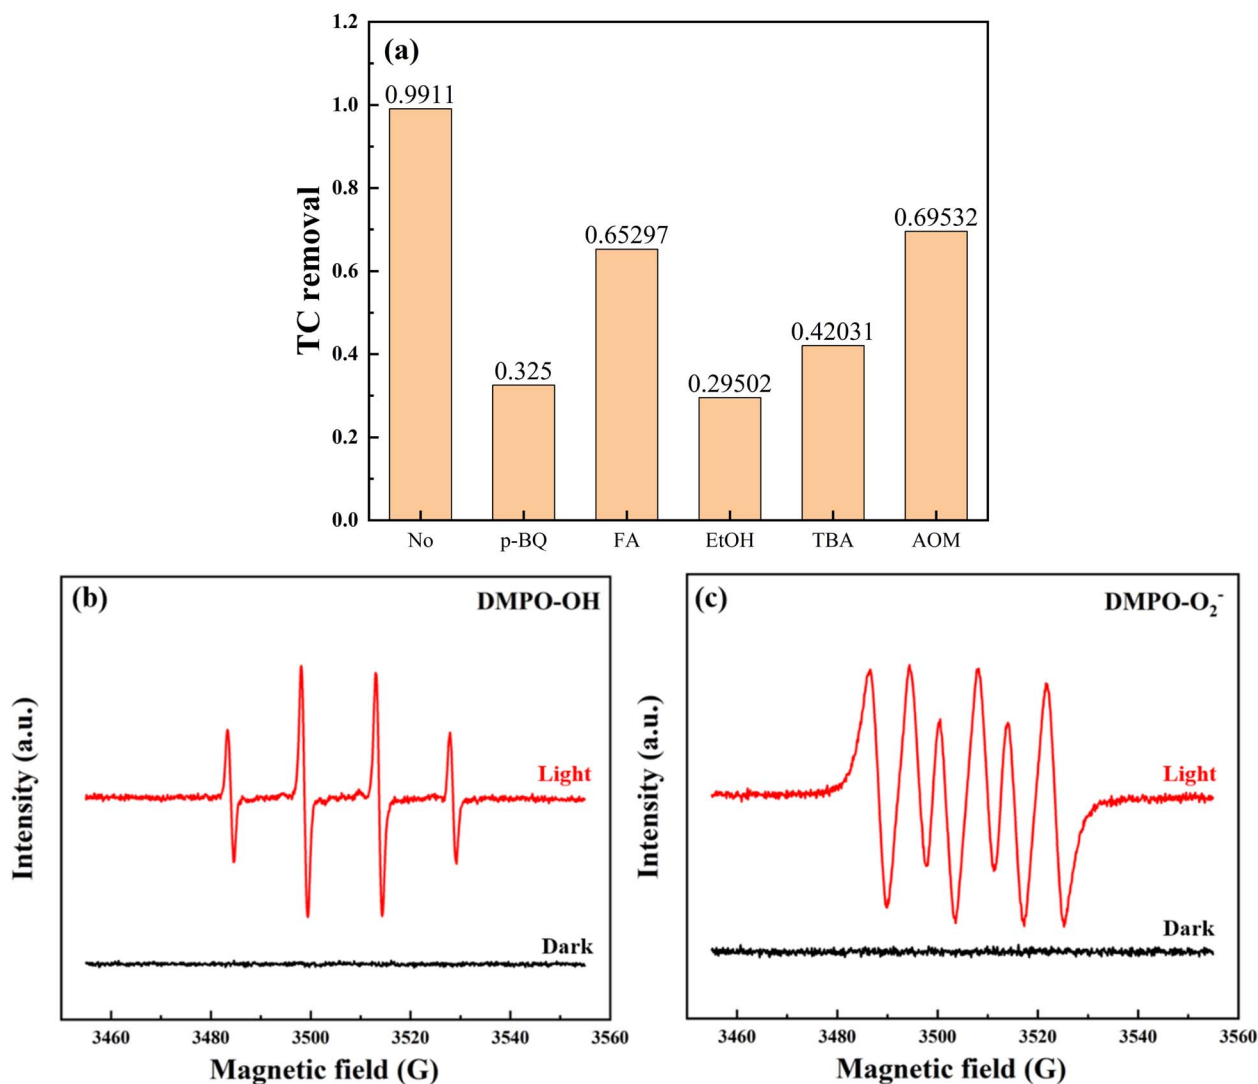 (a)
TC removal
1.2
1.0
0.8
0.6
0.4
0.2
0.0
0.9911
0.325
0.65297
0.29502
0.42031
0.69532
No p-BQ FA EtOH TBA AOM
(b)
DMPO-OH
Intensity (a.u.)
Light
Dark
3460 3480 3500 3520 3540 3560
Magnetic field (G)
(c)
DMPO-O₂⁻
Intensity (a.u.)
Light
Dark
3460 3480 3500 3520 3540 3560
Magnetic field (G)